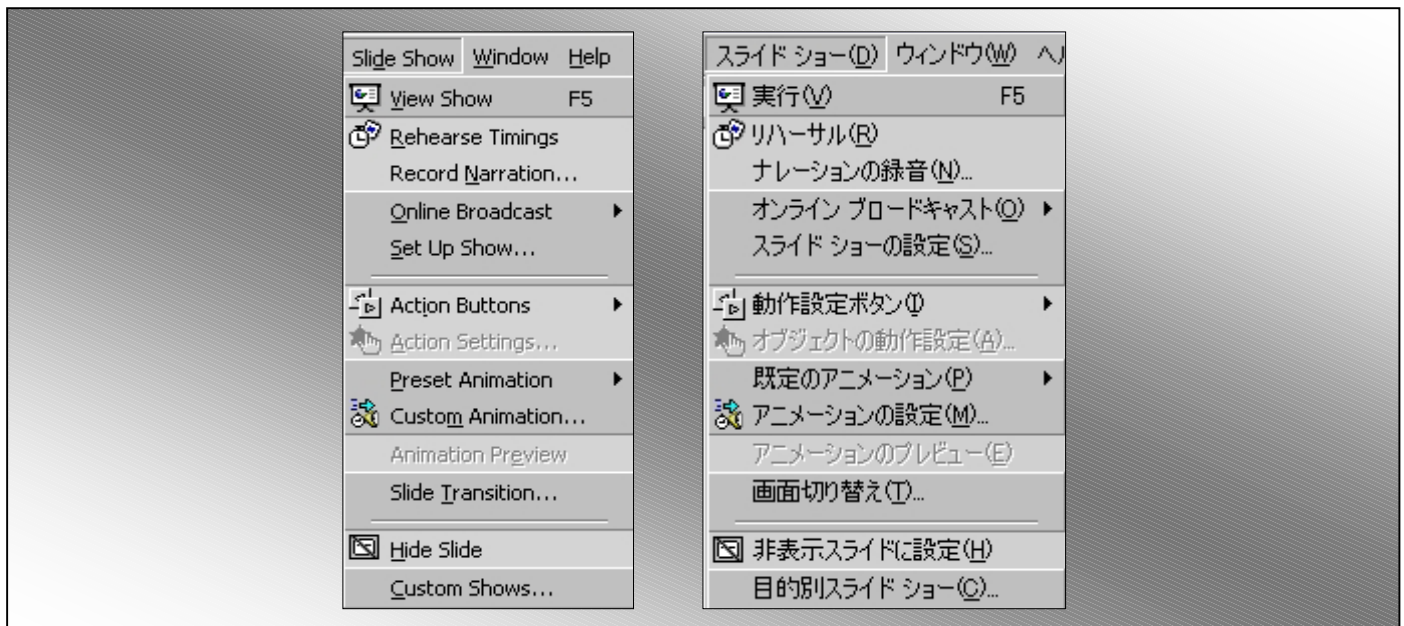 Slide Show Window Help
View Show F5
Rehearse Timings
Record Narration...
Online Broadcast
Set Up Show...
Action Buttons
Action Settings...
Preset Animation
Custom Animation...
Animation Preview
Slide Transition...
Hide Slide
Custom Shows...
スライド ショー(D) ウィンドウ(W)
実行(V) F5
リハーサル(R)
ナレーションの録音(N)...
オンライン ブロードキャスト(O)
スライド ショーの設定(S)...
動作設定ボタン(I)
オブジェクトの動作設定(A)...
既定のアニメーション(P)
アニメーションの設定(M)...
アニメーションのプレビュー(E)
画面切り替え(T)...
非表示スライドに設定(H)
目的別スライド ショー(C)...